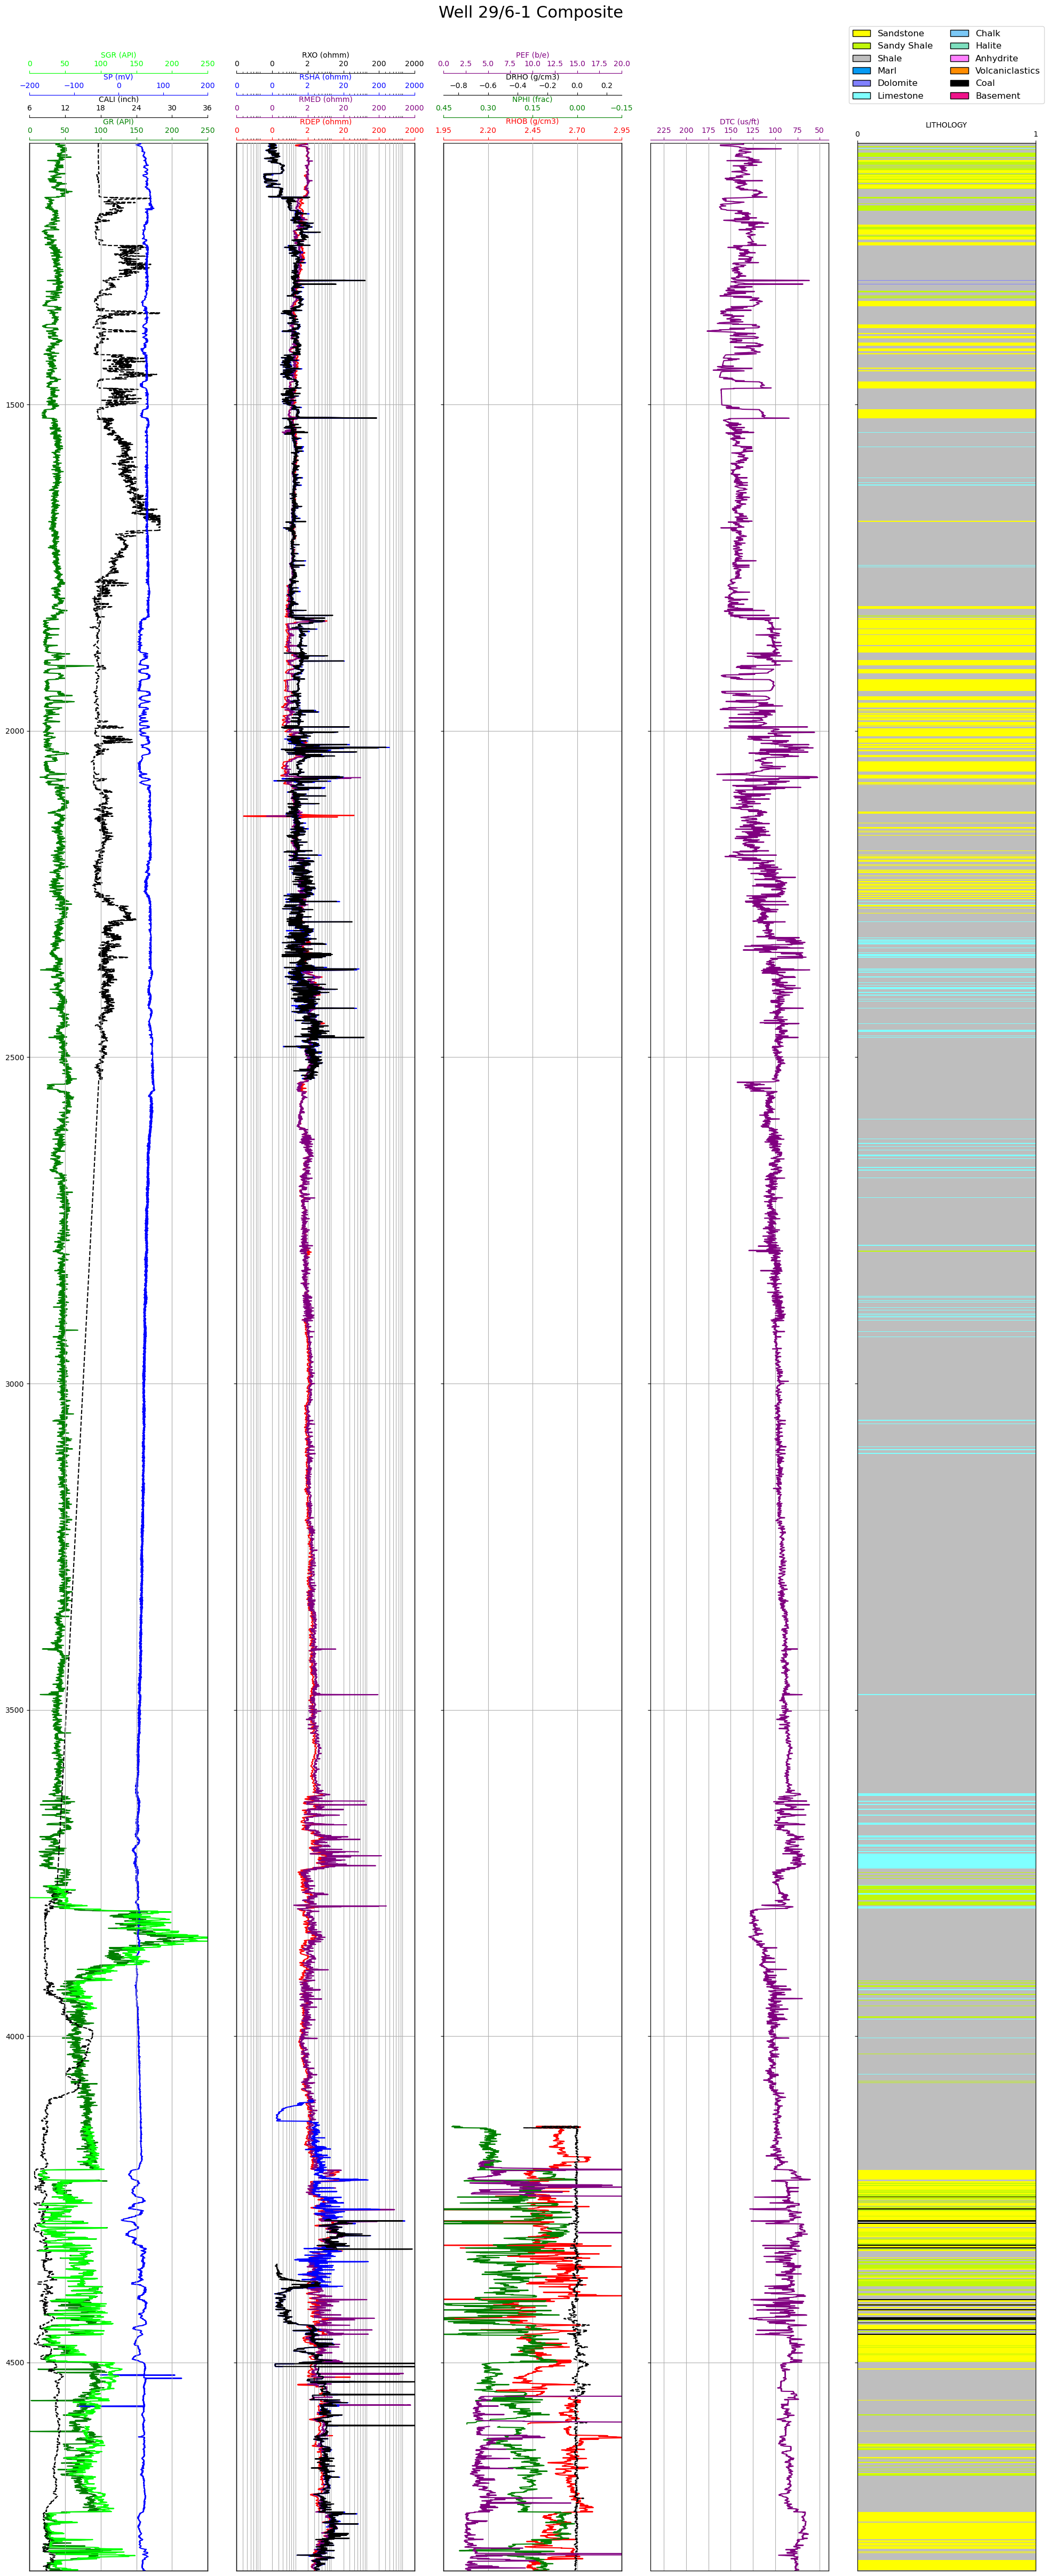 Well 29/6-1 Composite
Sandstone Chalk
Sandy Shale Halite
Shale Anhydrite
Marl Volcaniclastics
Dolomite Coal
Limestone Basement
SGR (API) RXO (ohmm) PEF (b/e)
0 50 100 150 200 250 0 0 2 20 200 2000 0.0 2.5 5.0 7.5 10.0 12.5 15.0 17.5 20.0
SP (mV) RSHA (ohmm) DRHO (g/cm3)
−200 −100 0 100 200 0 0 2 20 200 2000 −0.8 −0.6 −0.4 −0.2 0.0 0.2
CALI (inch) RMED (ohmm) NPHI (frac)
6 12 18 24 30 36 0 0 2 20 200 2000 0.45 0.30 0.15 0.00 −0.15
GR (API) RDEP (ohmm) RHOB (g/cm3) DTC (us/ft) LITHOLOGY
0 50 100 150 200 250 0 0 2 20 200 2000 1.95 2.20 2.45 2.70 2.95 225 200 175 150 125 100 75 50 0 1
1500
2000
2500
3000
3500
4000
4500